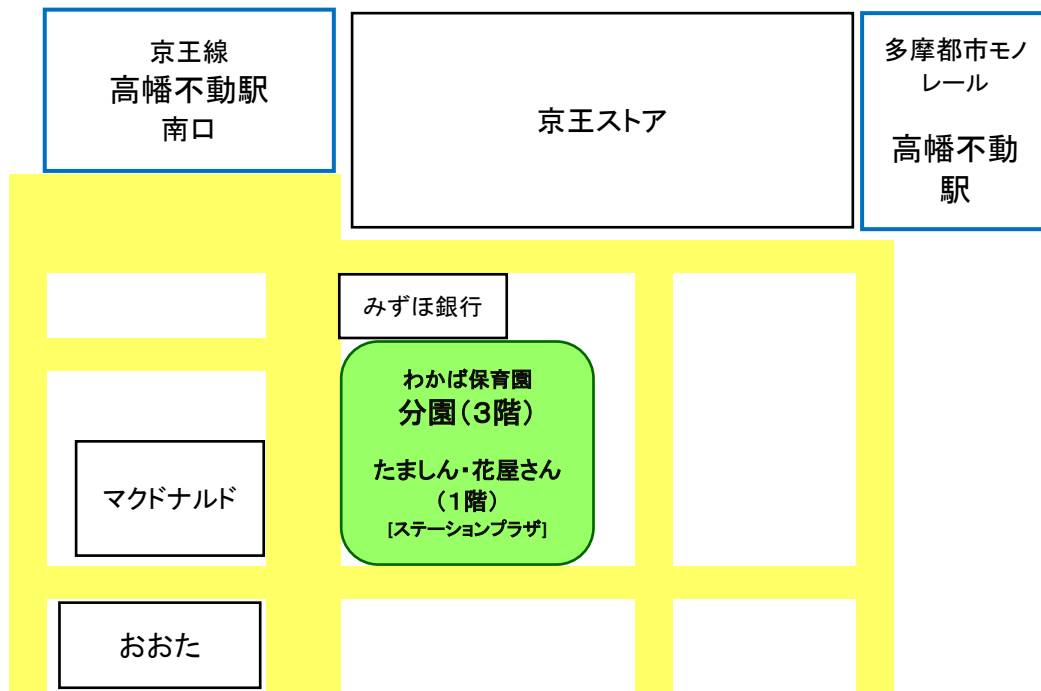 京王線
高幡不動駅
南口
京王ストア
多摩都市モノ
レール
高幡不動
駅
みずほ銀行
わかば保育園
分園(3階)
たましん・花屋さん
(1階)
[ステーションプラザ]
マクドナルド
おおた